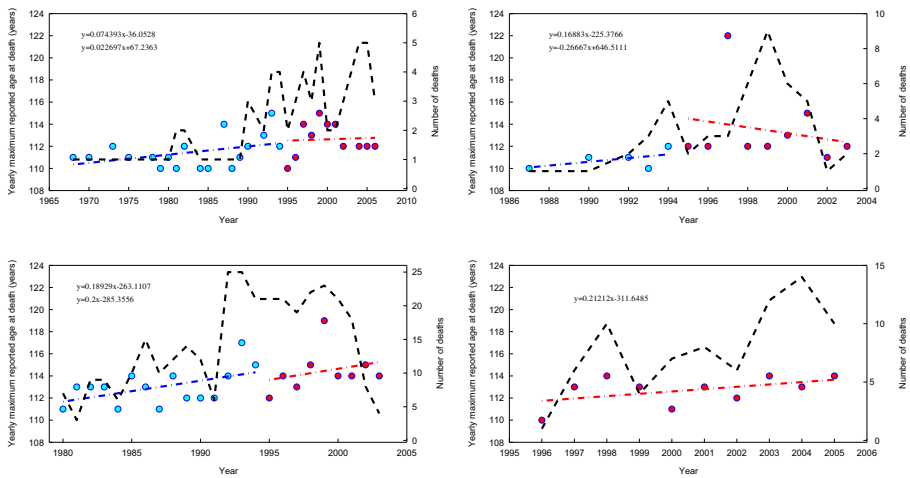 y=0.074393x-36.0528
y=0.022697x+67.2363
Yearly maximum reported age at death (years)
124
122
120
118
116
114
112
110
108
6
5
4
3
2
1
0
Number of deaths
1965 1970 1975 1980 1985 1990 1995 2000 2005 2010
Year
y=0.16883x-225.3766
y=-0.26667x+646.5111
Yearly maximum reported age at death (years)
124
122
120
118
116
114
112
110
108
10
8
6
4
2
0
Number of deaths
1986 1988 1990 1992 1994 1996 1998 2000 2002 2004
Year
y=0.18929x-263.1107
y=0.2x-285.3556
Yearly maximum reported age at death (years)
124
122
120
118
116
114
112
110
108
25
20
15
10
5
0
Number of deaths
1980 1985 1990 1995 2000 2005
Year
y=0.21212x-311.6485
Yearly maximum reported age at death (years)
124
122
120
118
116
114
112
110
108
15
10
5
0
Number of deaths
1995 1996 1997 1998 1999 2000 2001 2002 2003 2004 2005 2006
Year